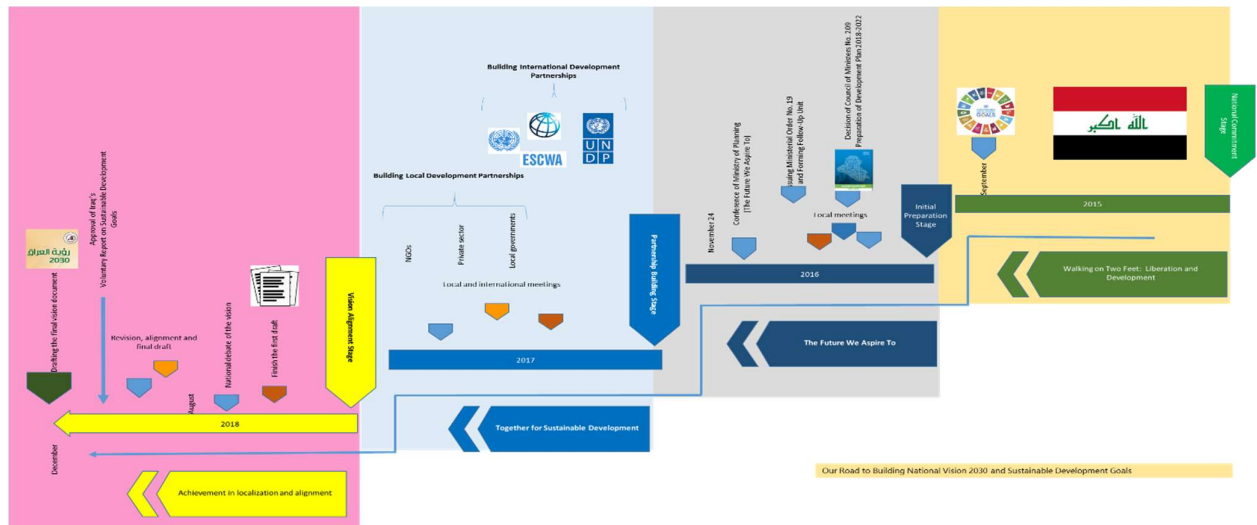 National Commitment
Stage
2015
September
SUSTAINABLE DEVELOPMENT
GOALS
الله اكبر
Walking on Two Feet: Liberation and
Development
Initial
Preparation
Stage
2016
Decision of Council of Ministers No. 209
Preparation of Development Plan 2018-2022
Issuing Ministerial Order No. 19
and Forming Follow-Up Unit
Local meetings
Conference of Ministry of Planning
[The Future We Aspire To]
November 24
The Future We Aspire To
Partnership Building Stage
2017
Building International Development
Partnerships
ESCWA
U N
D P
Building Local Development Partnerships
Local governments
Private sector
NGOs
Local and international meetings
Together for Sustainable Development
Vision Alignment Stage
2018
Finish the first draft
National debate of the vision
August
Revision, alignment and
final draft
Approval of Iraq's
Voluntary Report on Sustainable Development
Goals
رؤية العراق
2030
Drafting the final vision document
December
Achievement in localization and alignment
Our Road to Building National Vision 2030 and Sustainable Development Goals